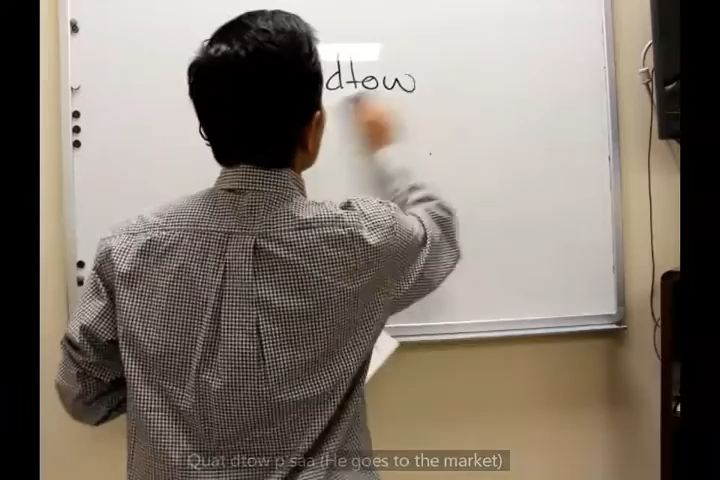 dtow
Quat dtow p saa (He goes to the market)